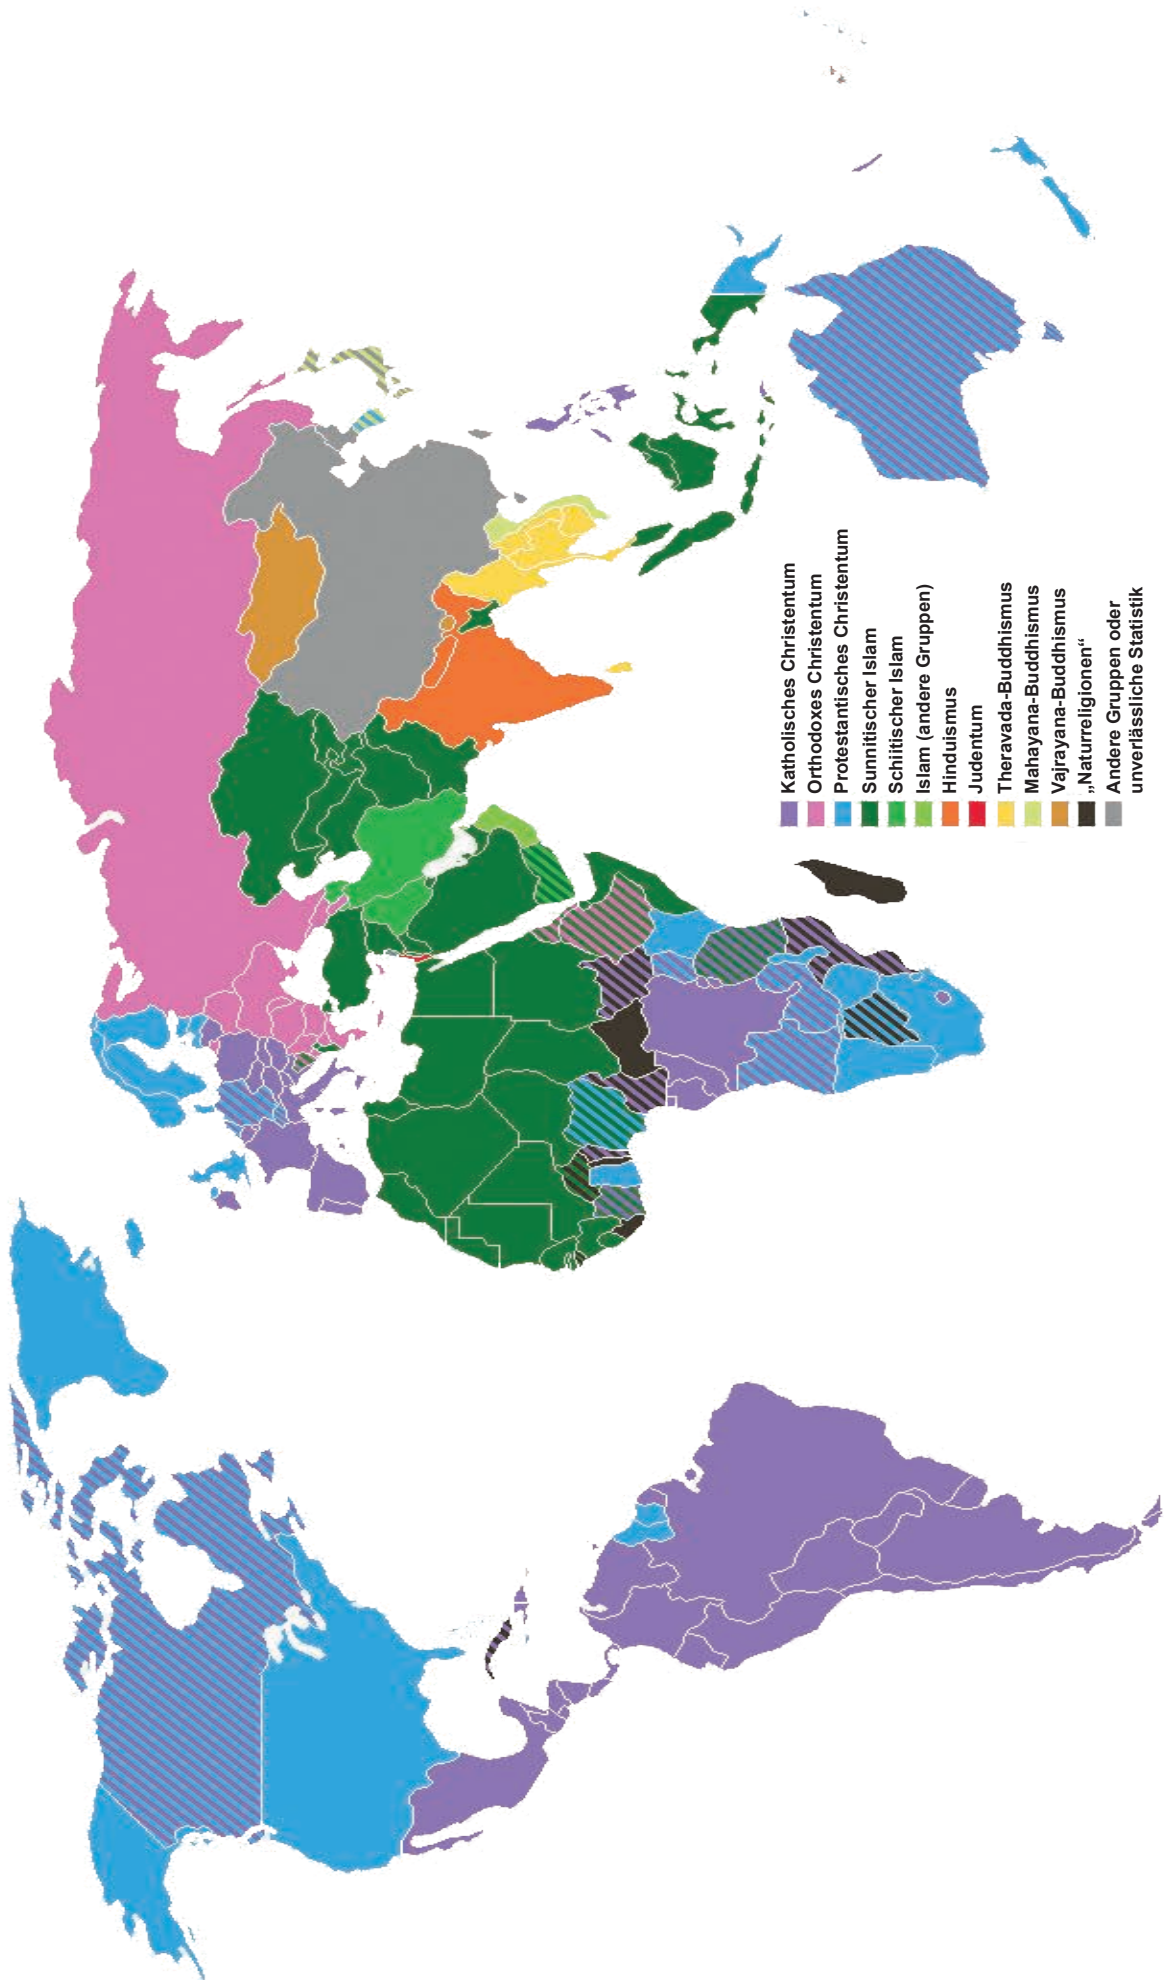 Katholisches Christentum
Orthodoxes Christentum
Protestantisches Christentum
Sunnitischer Islam
Schiitischer Islam
Islam (andere Gruppen)
Hinduismus
Judentum
Theravada-Buddhismus
Mahayana-Buddhismus
Vajrayana-Buddhismus
„Naturreligionen“
Andere Gruppen oder
unverlässliche Statistik